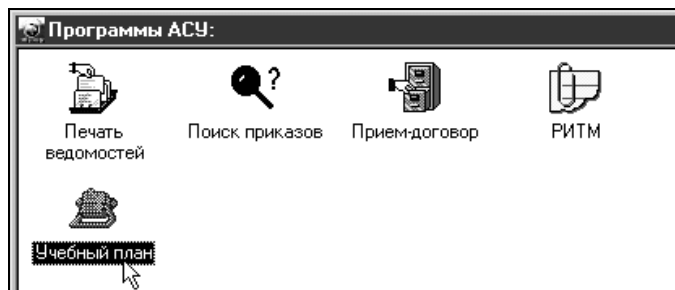 Программы АСУ:
Печать
ведомостей
Поиск приказов
Прием-договор
РИТМ
Учебный план